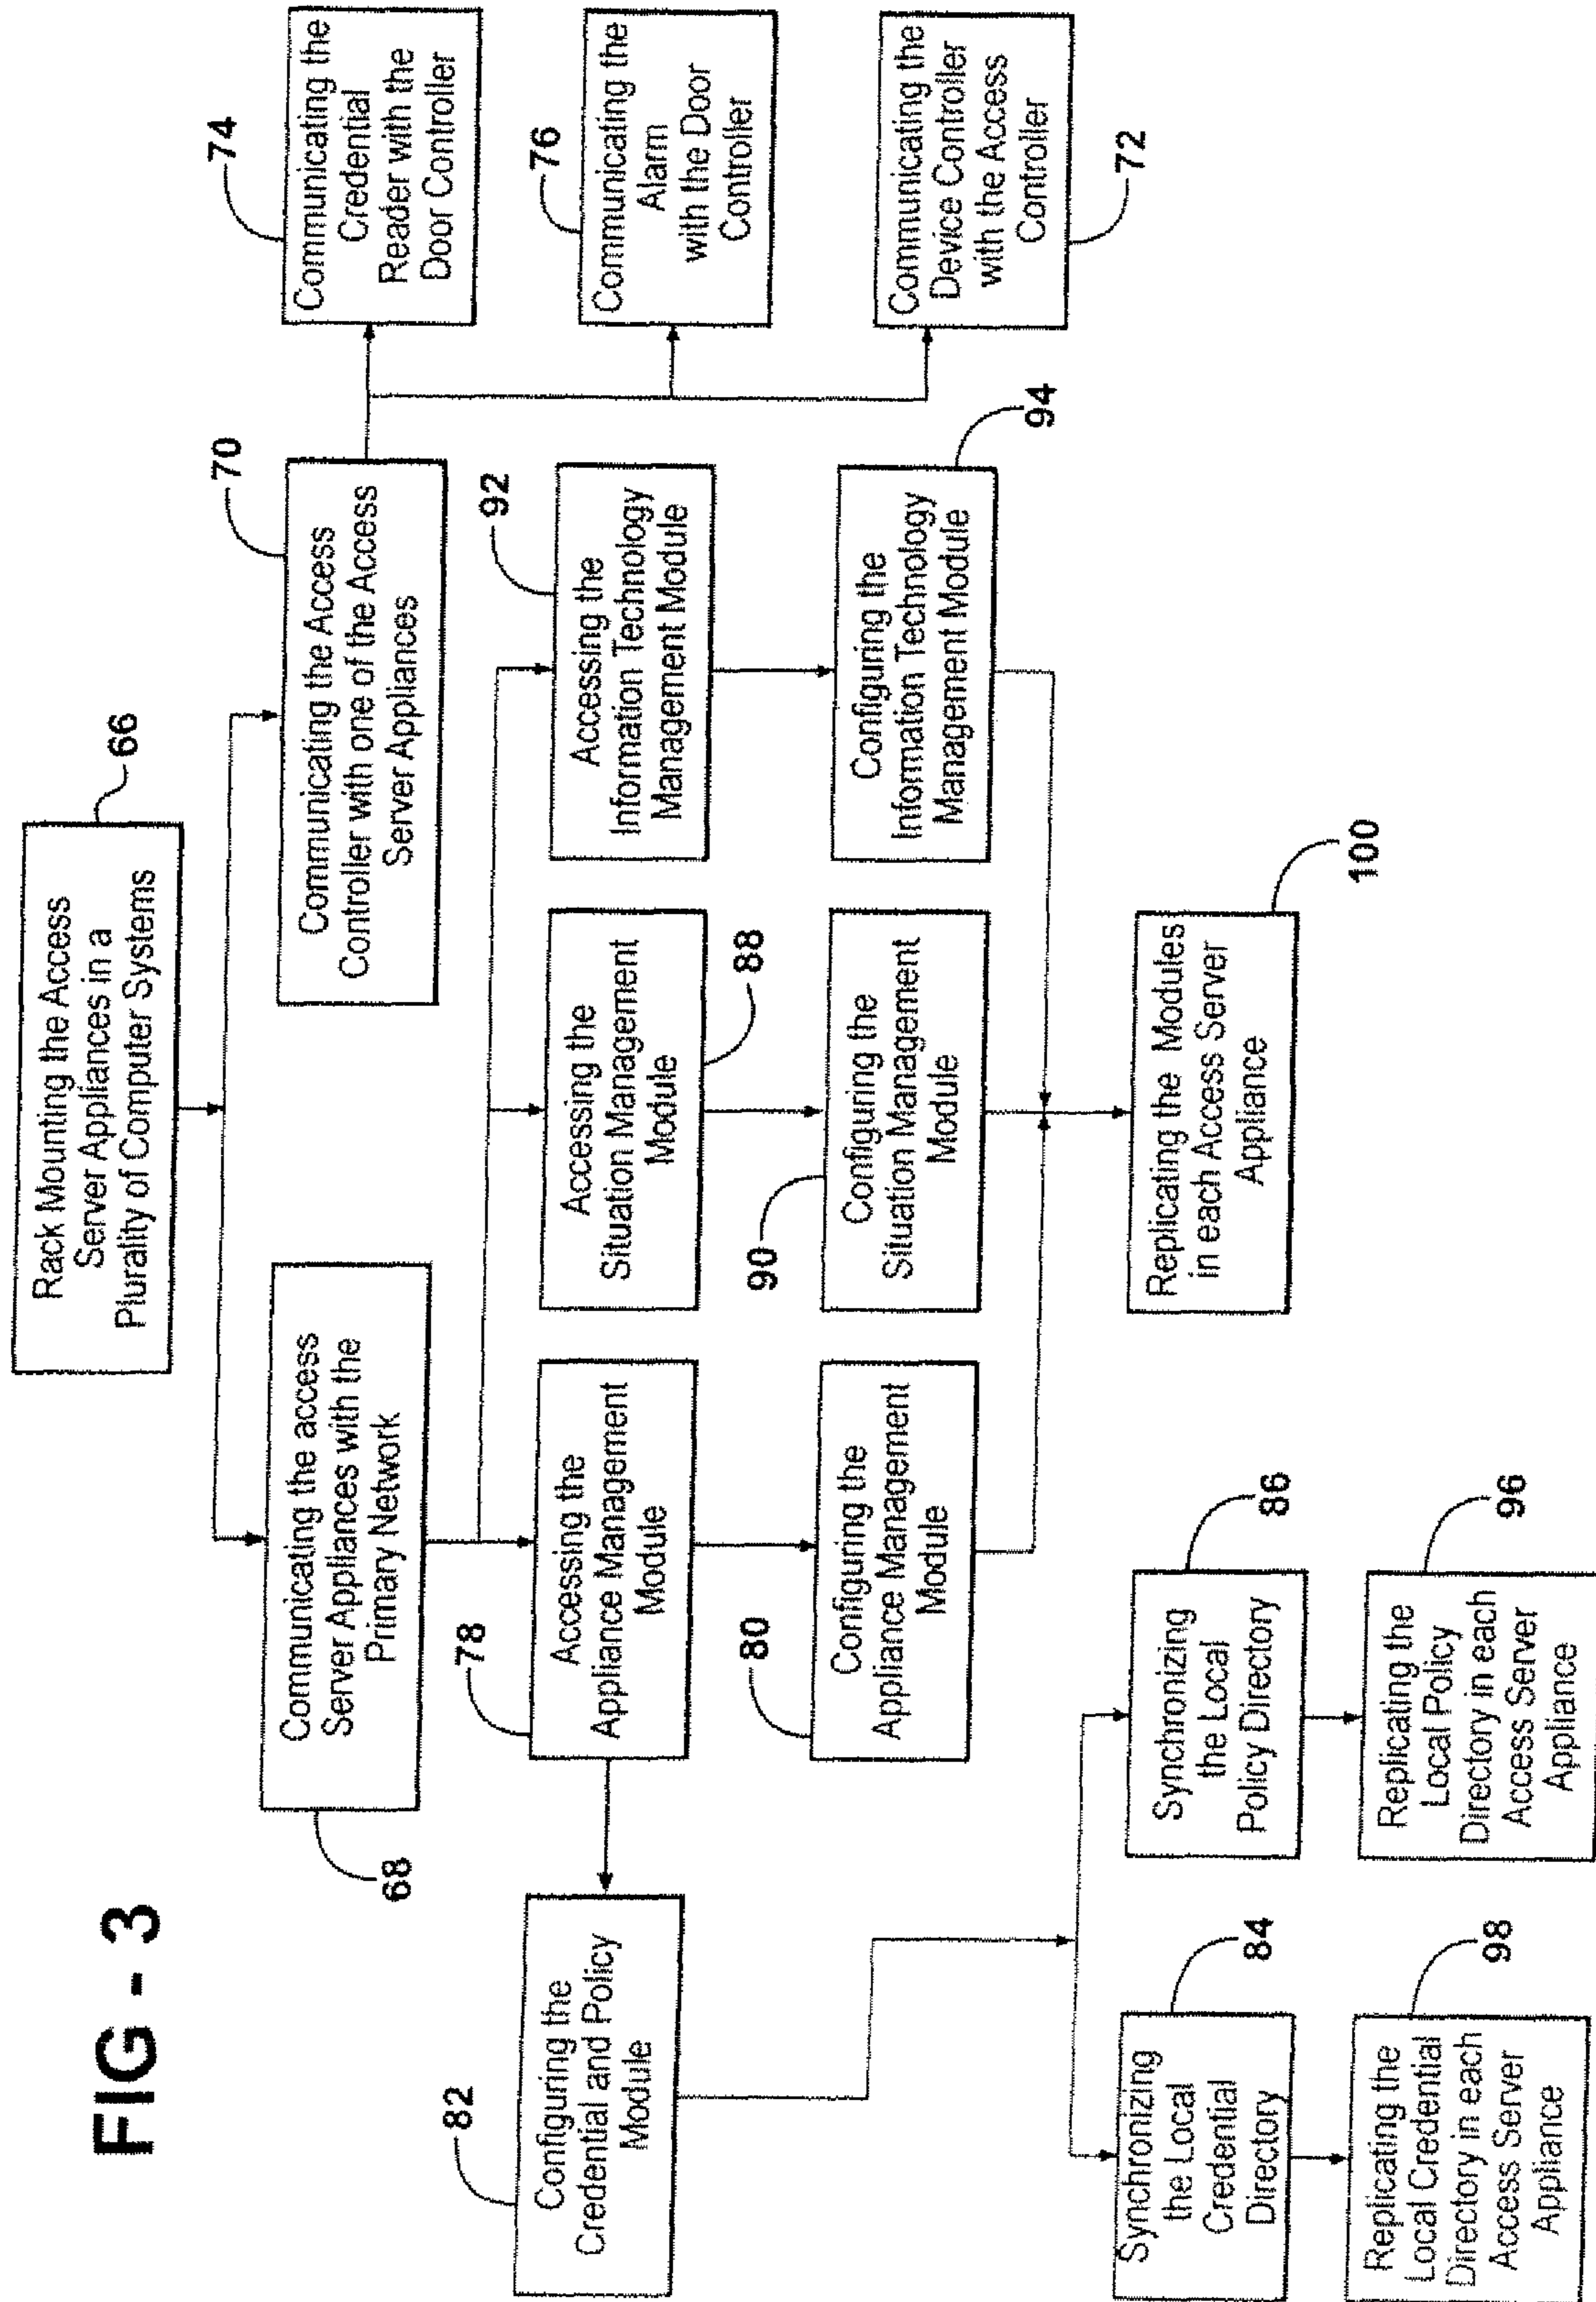 FIG - 3
Rack Mounting the Access
Server Appliances in a
Plurality of Computer Systems
66
Communicating the access
Server Appliances with the
Primary Network
68
Communicating the Access
Controller with one of the Access
Server Appliances
70
Communicating the
Credential
Reader with the
Door Controller
74
Communicating the
Alarm
with the Door
Controller
76
Communicating the
Device Controller
with the Access
Controller
72
Configuring the
Credential and Policy
Module
82
Accessing the
Appliance Management
Module
78
Accessing the
Situation Management
Module
88
Accessing the
Information Technology
Management Module
92
Configuring the
Appliance Management
Module
80
Configuring the
Situation Management
Module
90
Configuring the
Information Technology
Management Module
94
Synchronizing
the Local
Credential
Directory
84
Synchronizing
the Local
Policy Directory
86
Replicating the Modules
in each Access Server
Appliance
100
Replicating the
Local Credential
Directory in each
Access Server
Appliance
98
Replicating the
Local Policy
Directory in each
Access Server
Appliance
96